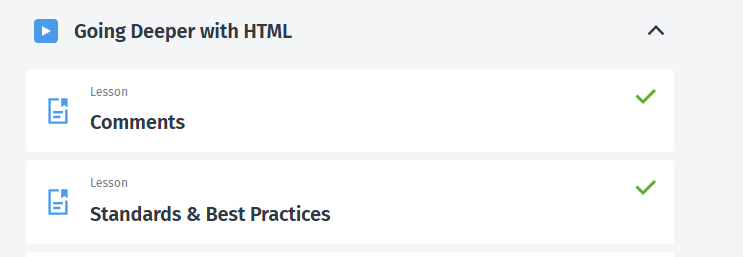 Going Deeper with HTML
Lesson
Comments
Lesson
Standards & Best Practices